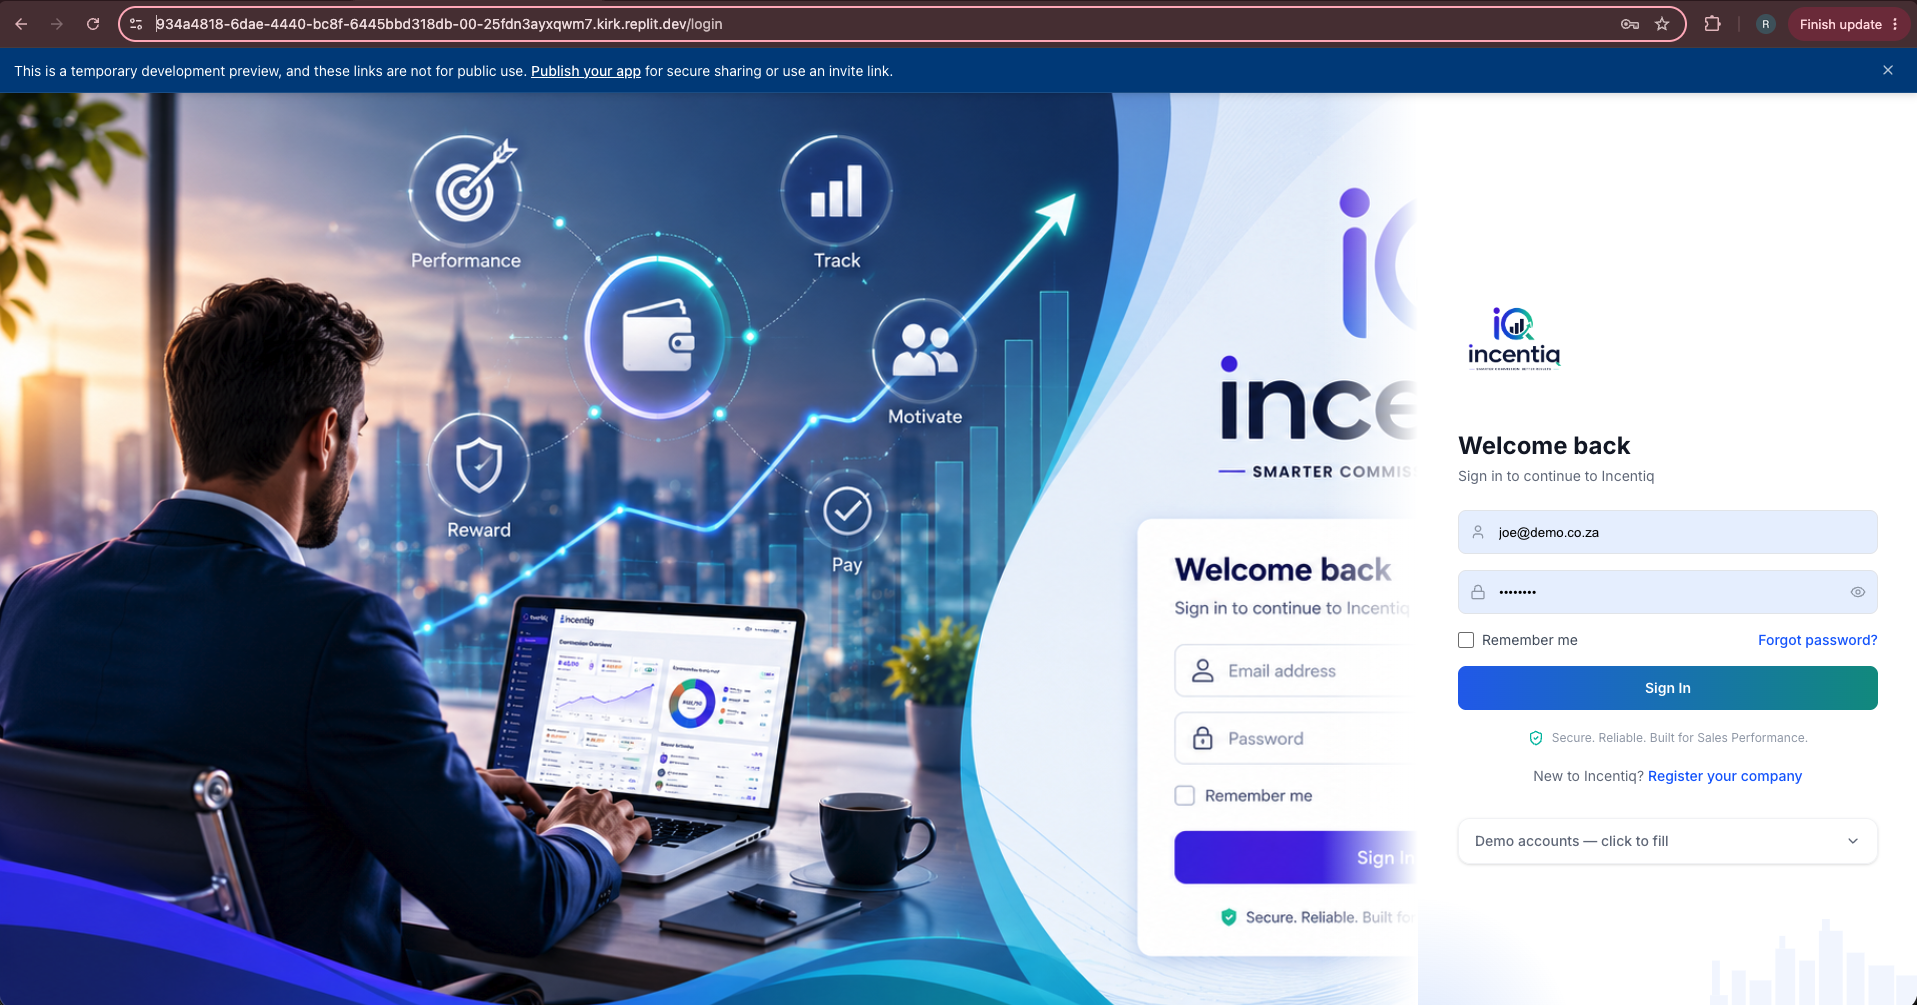 934a4818-6dae-4440-bc8f-6445bbd318db-00-25fdn3ayxqwm7.kirk.replit.dev/login
R
Finish update
This is a temporary development preview, and these links are not for public use. Publish your app for secure sharing or use an invite link.
Performance
Track
Motivate
Reward
Pay
incentiq
iQ
ince
SMARTER COMMIS
Welcome back
Sign in to continue to Incentiq
Email address
Password
Remember me
Sign In
Secure. Reliable. Built for
iQ
incentiq
Welcome back
Sign in to continue to Incentiq
joe@demo.co.za
••••••••
Remember me
Forgot password?
Sign In
Secure. Reliable. Built for Sales Performance.
New to Incentiq? Register your company
Demo accounts — click to fill